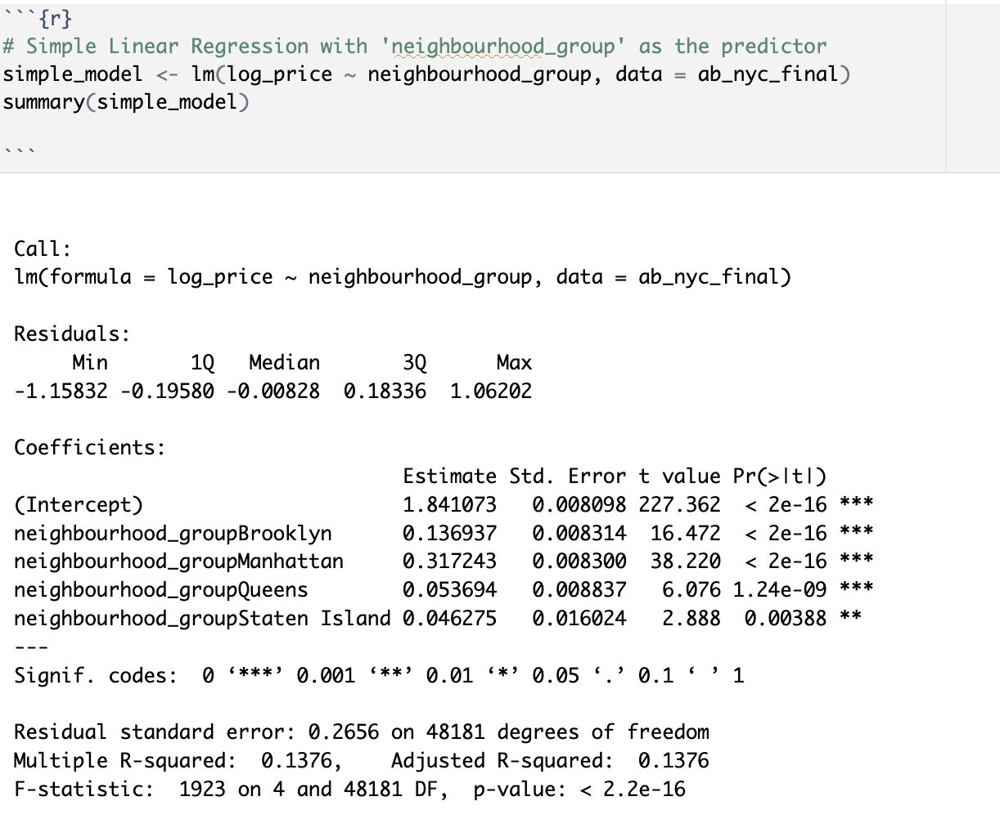 ```{r}
# Simple Linear Regression with 'neighbourhood_group' as the predictor
simple_model <- lm(log_price ~ neighbourhood_group, data = ab_nyc_final)
summary(simple_model)
```
Call:
lm(formula = log_price ~ neighbourhood_group, data = ab_nyc_final)
Residuals:
     Min       1Q   Median       3Q      Max
-1.15832 -0.19580 -0.00828  0.18336  1.06202
Coefficients:
                                 Estimate Std. Error t value Pr(>|t|)
(Intercept)                      1.841073   0.008098 227.362  < 2e-16 ***
neighbourhood_groupBrooklyn      0.136937   0.008314  16.472  < 2e-16 ***
neighbourhood_groupManhattan     0.317243   0.008300  38.220  < 2e-16 ***
neighbourhood_groupQueens        0.053694   0.008837   6.076 1.24e-09 ***
neighbourhood_groupStaten Island 0.046275   0.016024   2.888  0.00388 **
---
Signif. codes:  0 ‘***’ 0.001 ‘**’ 0.01 ‘*’ 0.05 ‘.’ 0.1 ‘ ’ 1
Residual standard error: 0.2656 on 48181 degrees of freedom
Multiple R-squared:  0.1376,    Adjusted R-squared:  0.1376
F-statistic:  1923 on 4 and 48181 DF,  p-value: < 2.2e-16